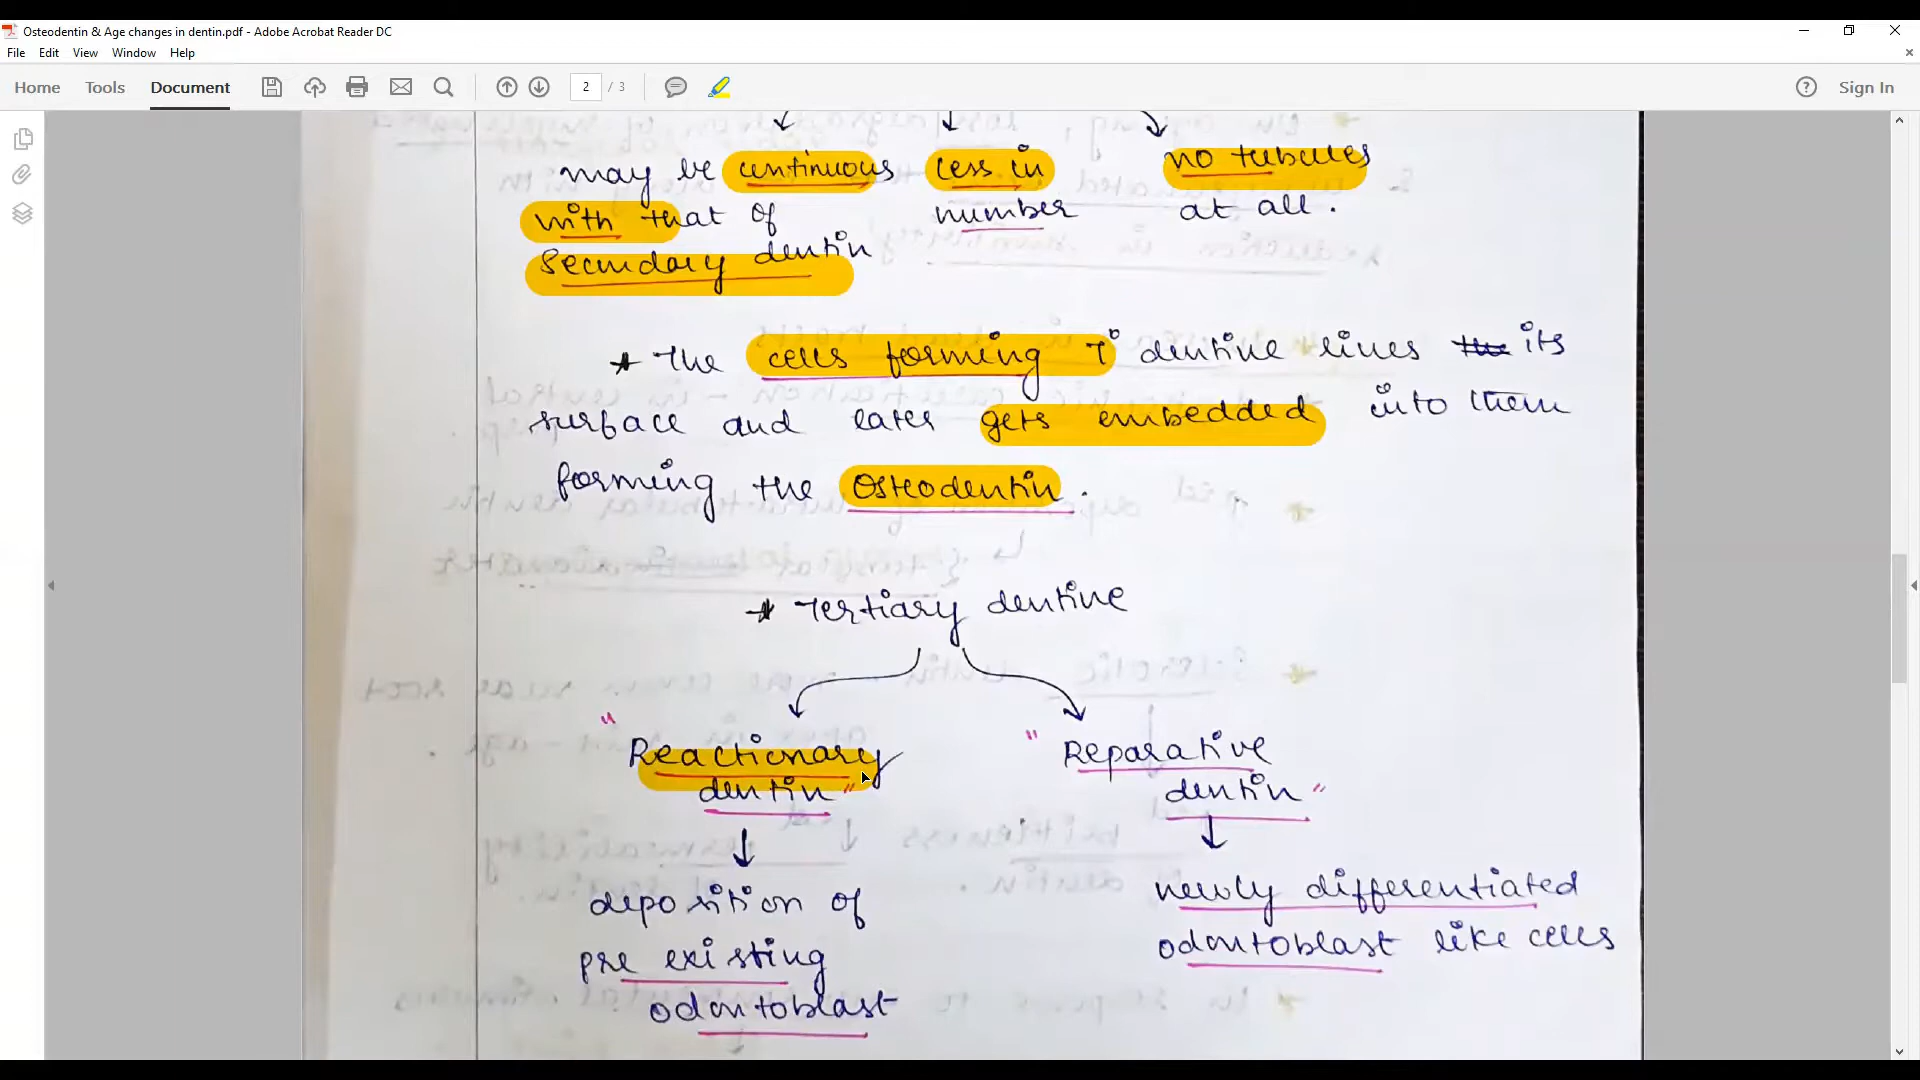 Osteodentin & Age changes in dentin.pdf - Adobe Acrobat Reader DC
File Edit View Window Help
Home Tools Document 2 / 3 Sign In
may be continuous less in no tubules
with that of number at all.
secondary dentin
* The cells forming T° dentine lines its
surface and later gets embedded into them
forming the Osteodentin.
* Tertiary dentine
"Reactionary "Reparative
dentin" dentin"
deposition of newly differentiated
pre existing odontoblast like cells
odontoblast